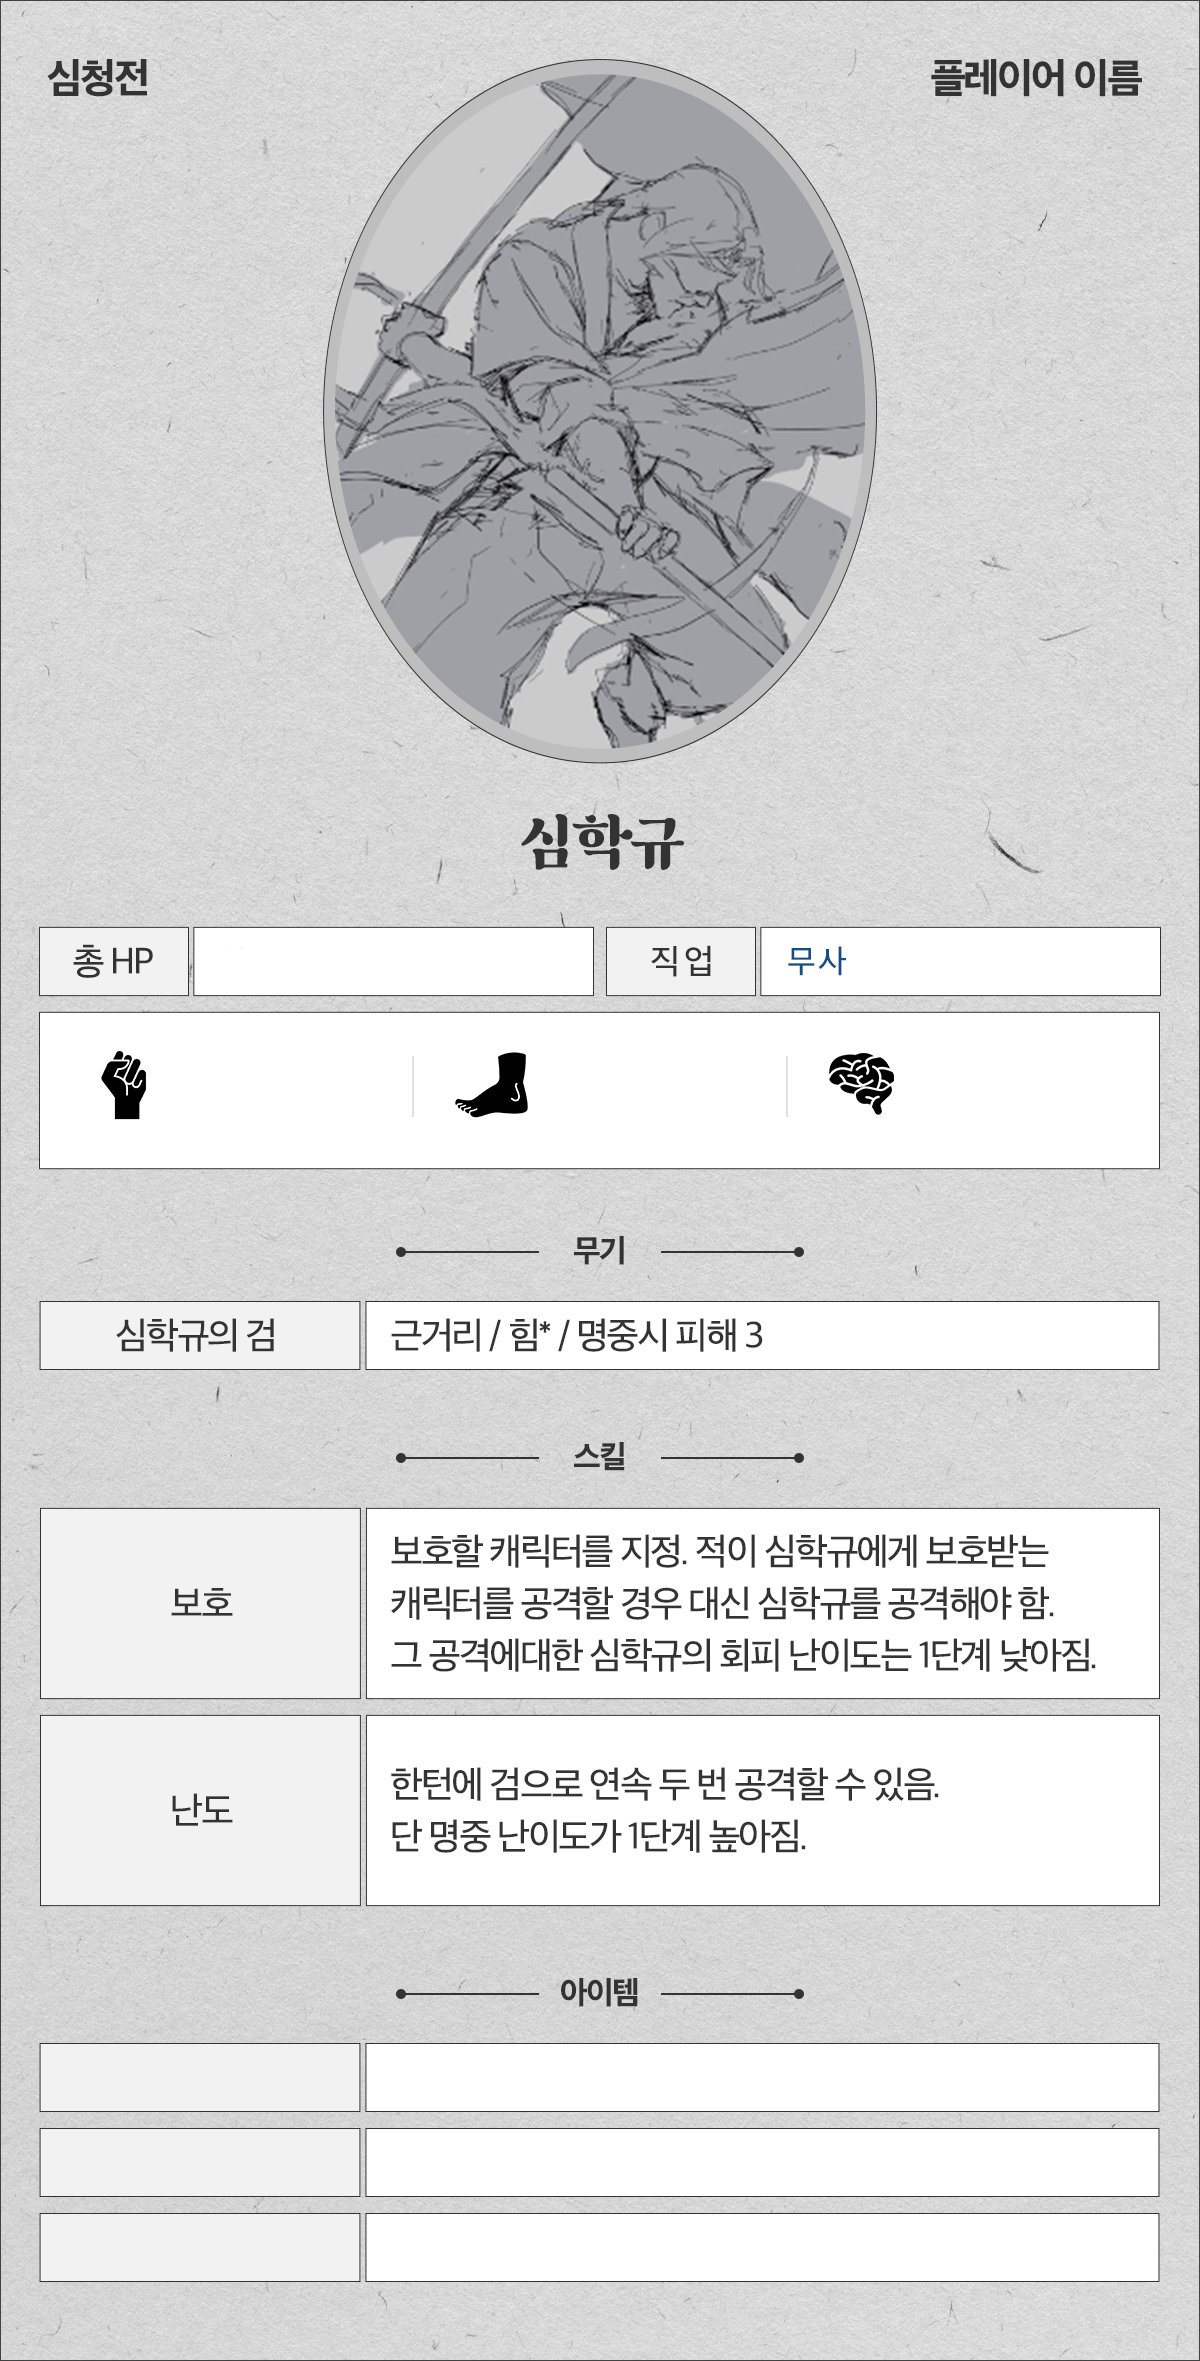 심청전
플레이어 이름
심학규
총 HP
직업
무사
무기
심학규의 검
근거리 / 힘* / 명중시 피해 3
스킬
보호
보호할 캐릭터를 지정. 적이 심학규에게 보호받는
캐릭터를 공격할 경우 대신 심학규를 공격해야 함.
그 공격에대한 심학규의 회피 난이도는 1단계 낮아짐.
난도
한턴에 검으로 연속 두 번 공격할 수 있음.
단 명중 난이도가 1단계 높아짐.
아이템